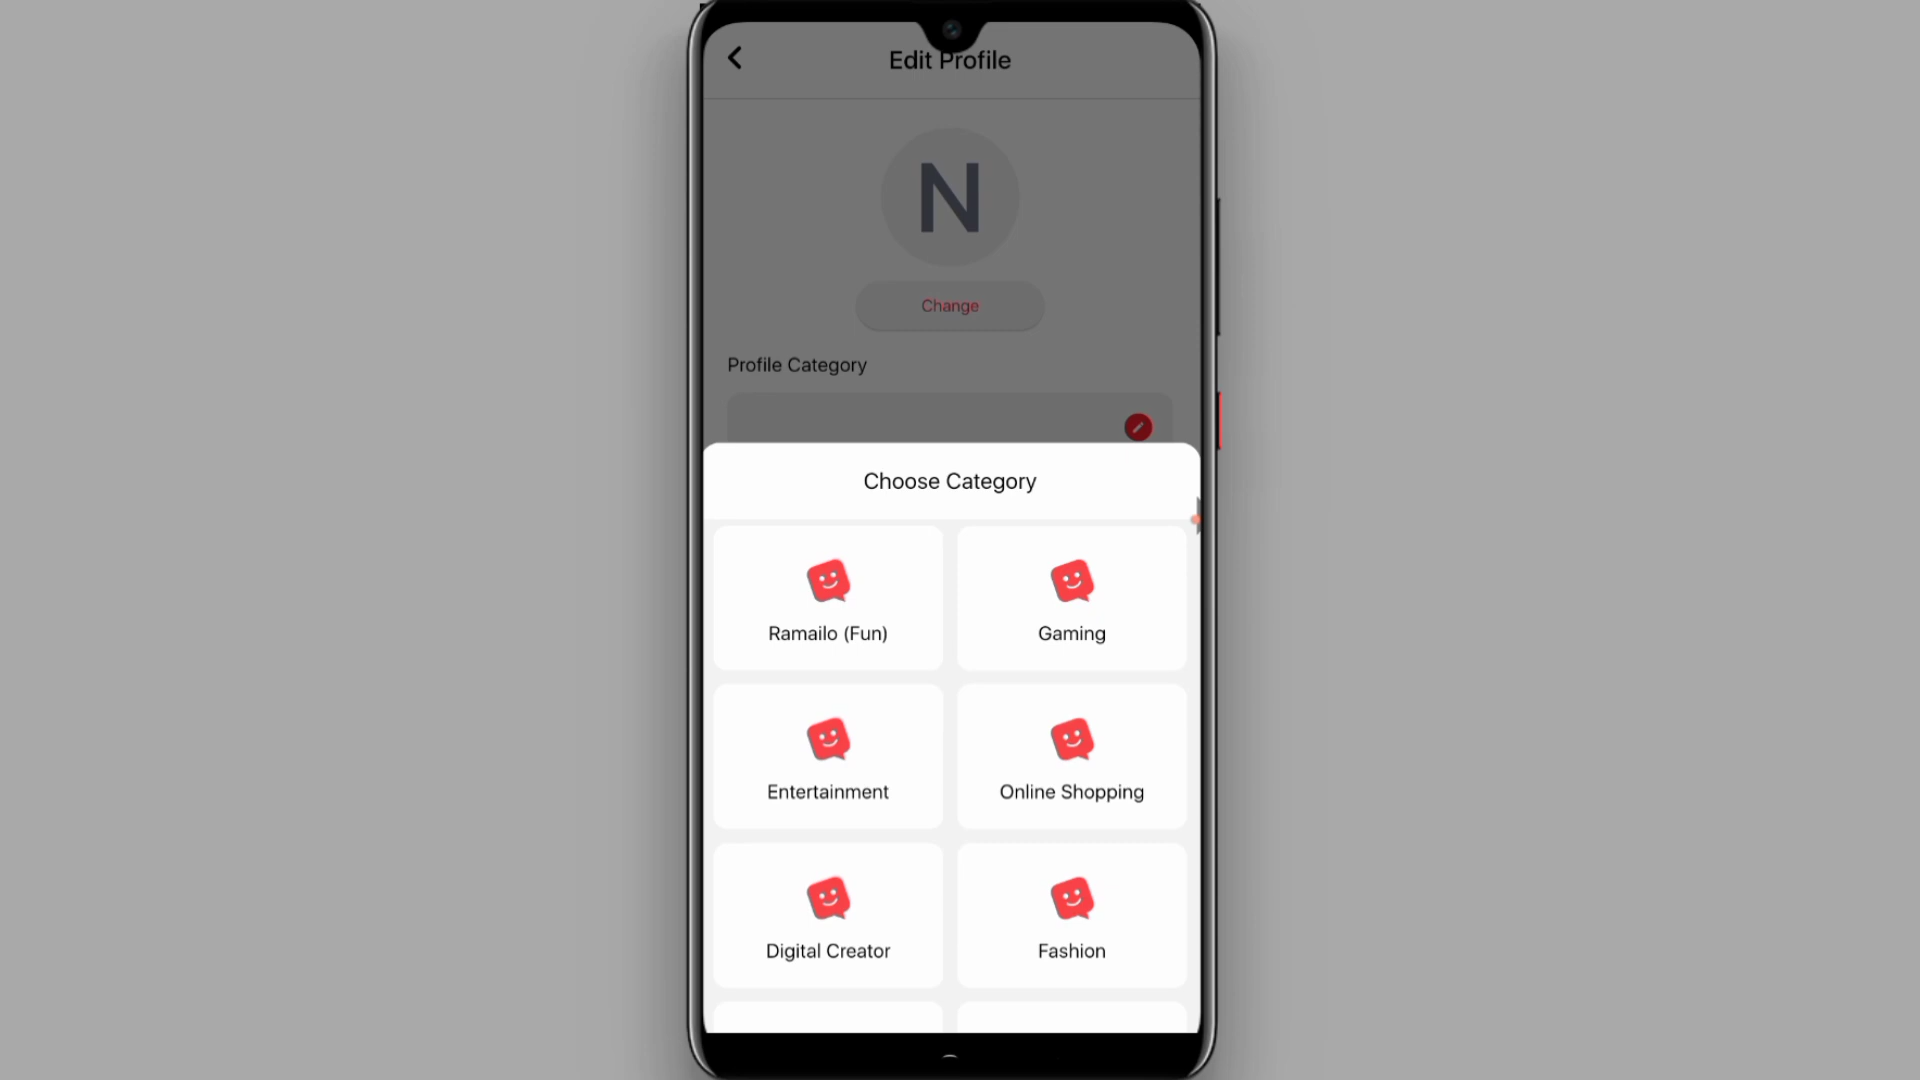 Edit Profile
N
Change
Profile Category
Choose Category
Ramailo (Fun)
Gaming
Entertainment
Online Shopping
Digital Creator
Fashion